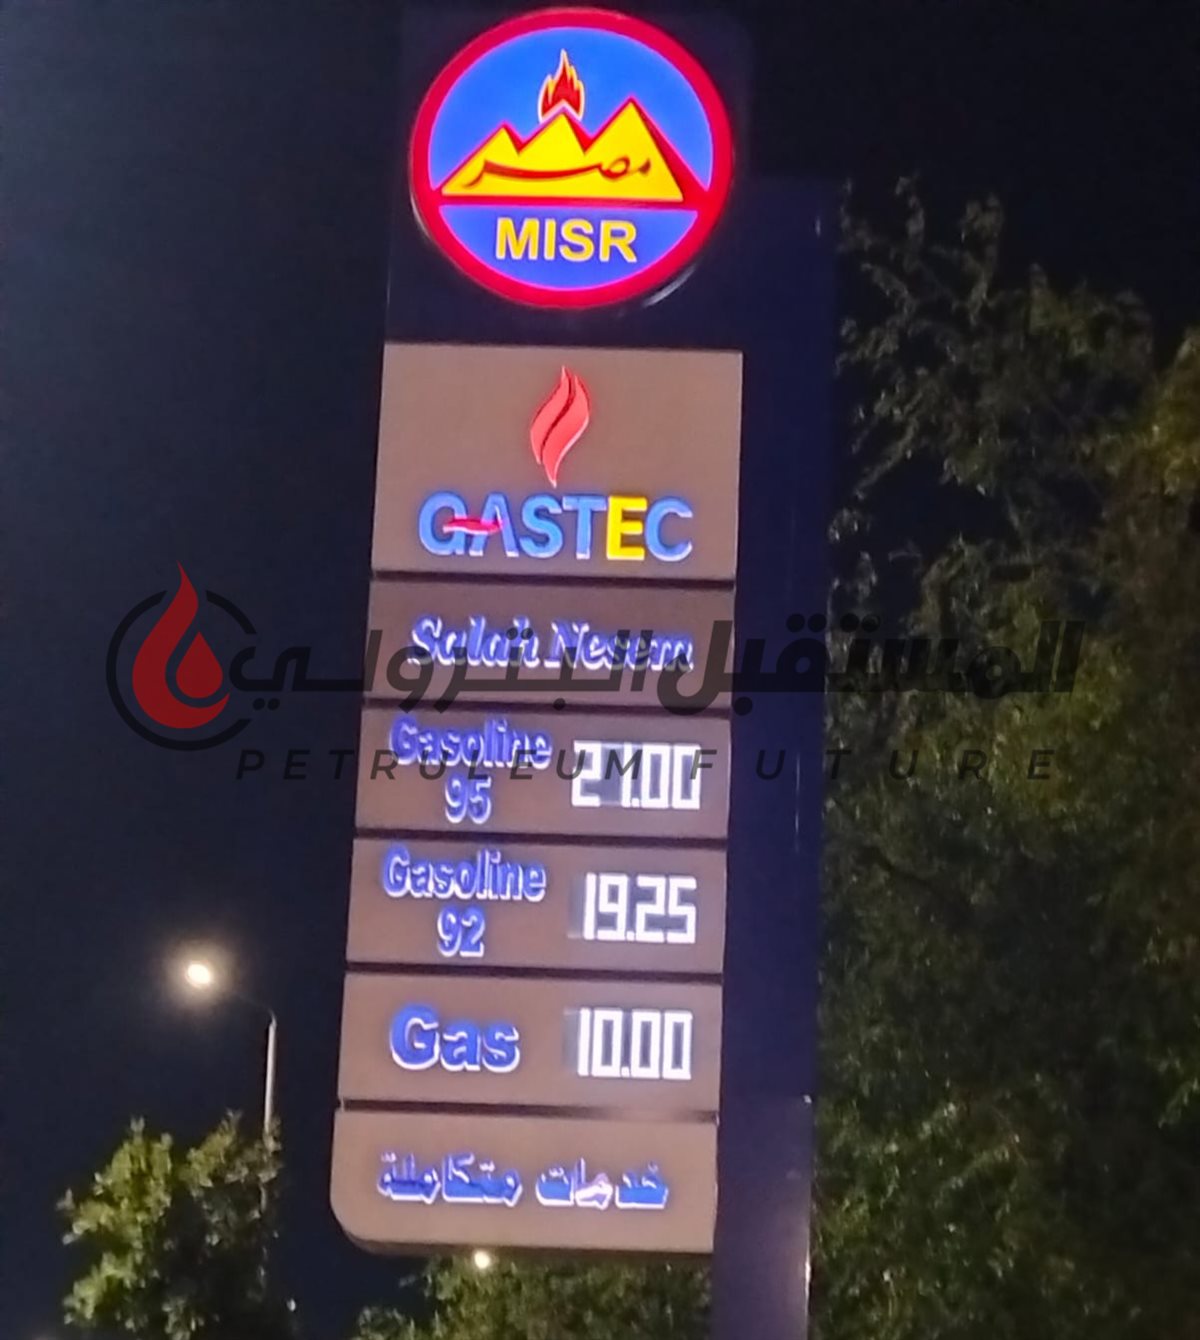 مصر
MISR
GASTEC
Salah Nesem
المستقبل البترولي
PETRULEUM FUTURE
Gasoline
95
21.00
Gasoline
92
19.25
Gas
10.00
خدمات متكاملة